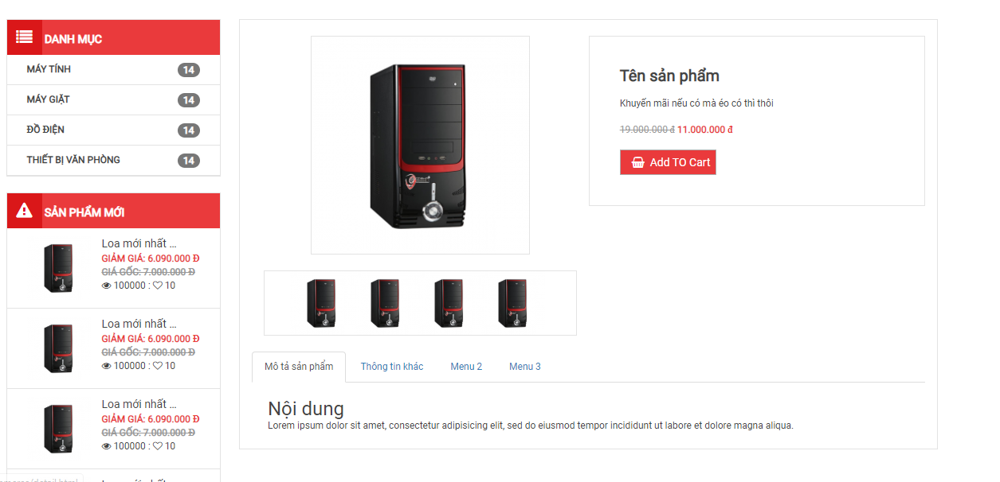 DANH MỤC
MÁY TÍNH 14
MÁY GIẶT 14
ĐỒ ĐIỆN 14
THIẾT BỊ VĂN PHÒNG 14
SẢN PHẨM MỚI
Loa mới nhất ...
GIẢM GIÁ: 6.090.000 Đ
GIÁ GỐC: 7.000.000 Đ
100000 : 10
Loa mới nhất ...
GIẢM GIÁ: 6.090.000 Đ
GIÁ GỐC: 7.000.000 Đ
100000 : 10
Loa mới nhất ...
GIẢM GIÁ: 6.090.000 Đ
GIÁ GỐC: 7.000.000 Đ
100000 : 10
Tên sản phẩm
Khuyến mãi nếu có mà éo có thì thôi
19.000.000 đ 11.000.000 đ
Add TO Cart
Mô tả sản phẩm Thông tin khác Menu 2 Menu 3
Nội dung
Lorem ipsum dolor sit amet, consectetur adipisicing elit, sed do eiusmod tempor incididunt ut labore et dolore magna aliqua.